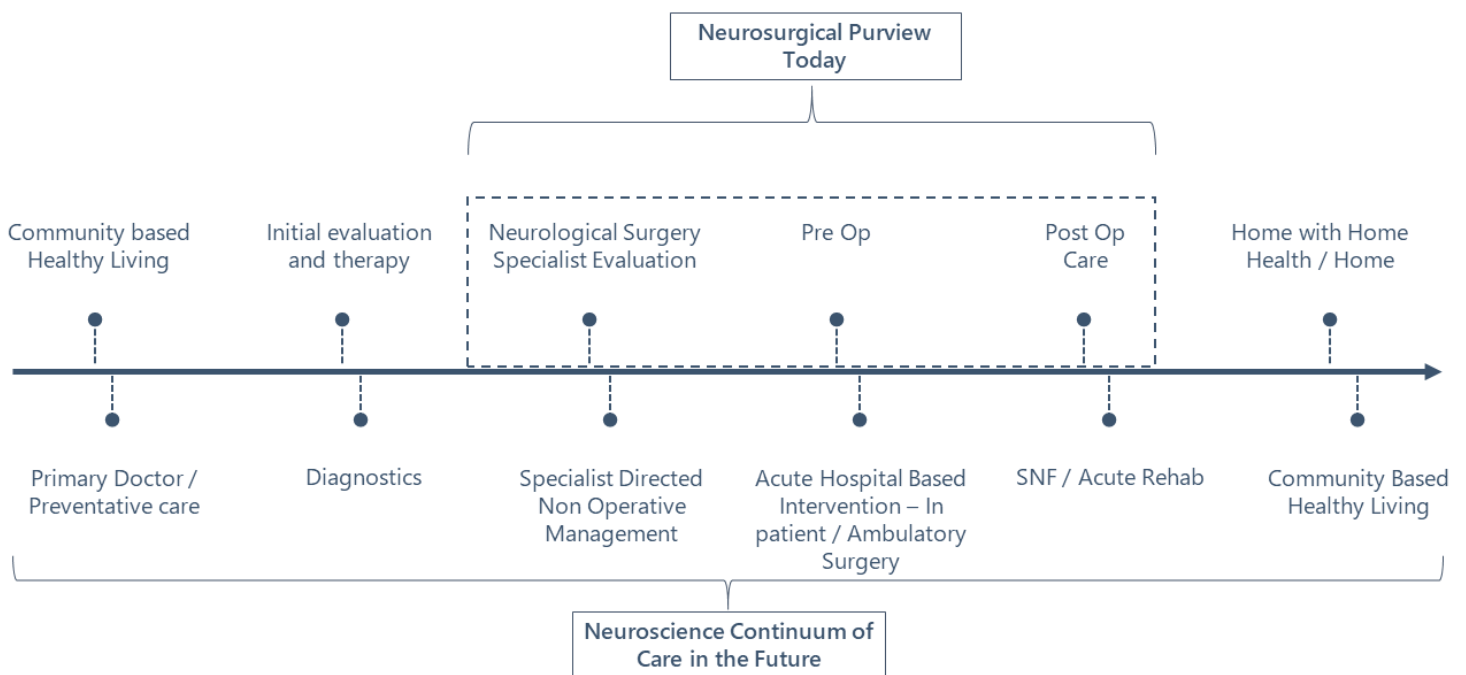 Neurosurgical Purview
Today
Community based
Healthy Living
Initial evaluation
and therapy
Neurological Surgery
Specialist Evaluation
Pre Op
Post Op
Care
Home with Home
Health / Home
Primary Doctor /
Preventative care
Diagnostics
Specialist Directed
Non Operative
Management
Acute Hospital Based
Intervention – In
patient / Ambulatory
Surgery
SNF / Acute Rehab
Community Based
Healthy Living
Neuroscience Continuum of
Care in the Future